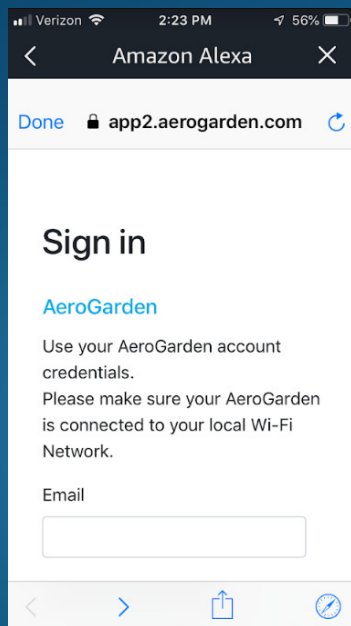 Verizon 2:23 PM 56%
Amazon Alexa
Done app2.aerogarden.com
Sign in
AeroGarden
Use your AeroGarden account
credentials.
Please make sure your AeroGarden
is connected to your local Wi-Fi
Network.
Email